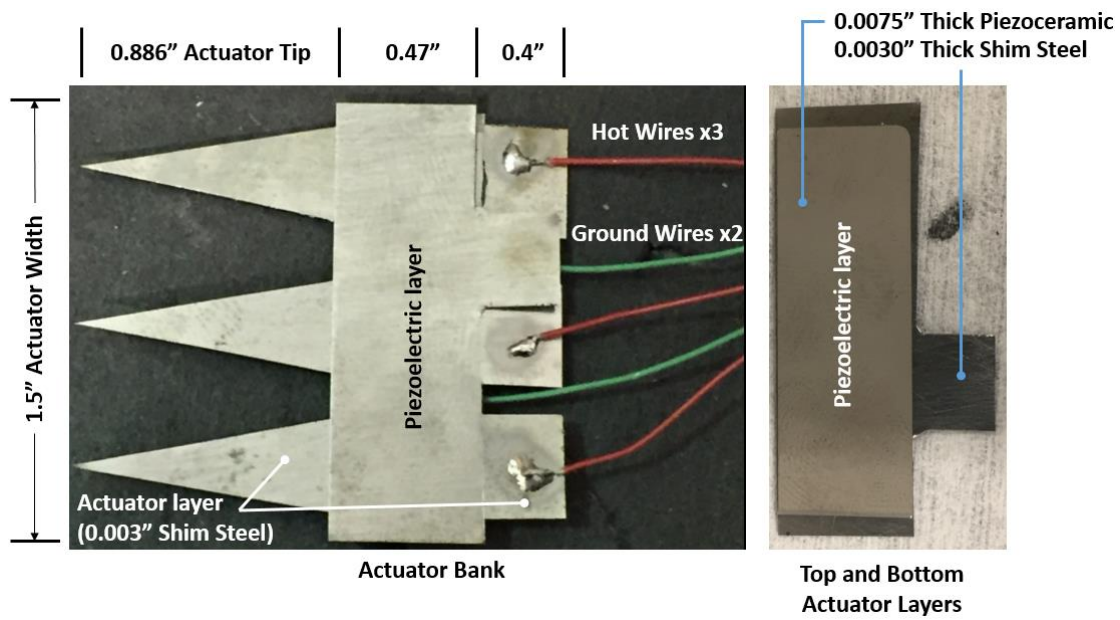 0.886” Actuator Tip
0.47”
0.4”
0.0075” Thick Piezoceramic
0.0030” Thick Shim Steel
1.5” Actuator Width
Hot Wires x3
Ground Wires x2
Piezoelectric layer
Actuator layer
(0.003” Shim Steel)
Actuator Bank
Piezoelectric layer
Top and Bottom
Actuator Layers